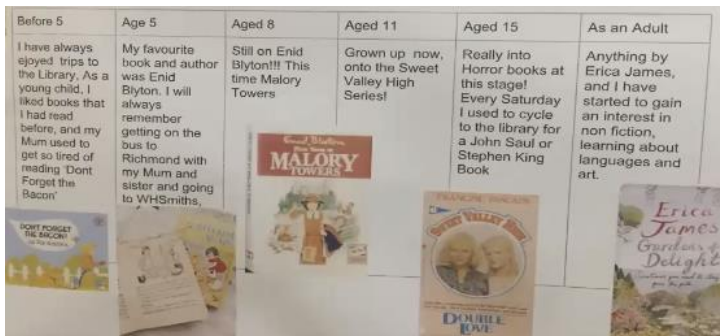 Before 5
I have always
ejoyed trips to
the Library, As a
young child, I
liked books that
I had read
before, and my
Mum used to
get so tired of
reading 'Dont
Forget the
Bacon'
DON'T FORGET
THE BACON!
Age 5
My favourite
book and author
was Enid
Blyton. I will
always
remember
getting on the
bus to
Richmond with
my Mum and
sister and going
to WHSmiths,
Aged 8
Still on Enid
Blyton!!! This
time Malory
Towers
Enid Blyton
MALORY
TOWERS
Aged 11
Grown up now,
onto the Sweet
Valley High
Series!
Aged 15
Really into
Horror books at
this stage!
Every Saturday
I used to cycle
to the library for
a John Saul or
Stephen King
Book
FRANCINE PASCAL'S
SWEET VALLEY HIGH
DOUBLE
LOVE
As an Adult
Anything by
Erica James,
and I have
started to gain
an interest in
non fiction,
learning about
languages and
art.
Erica
James
Gardens of
Delight